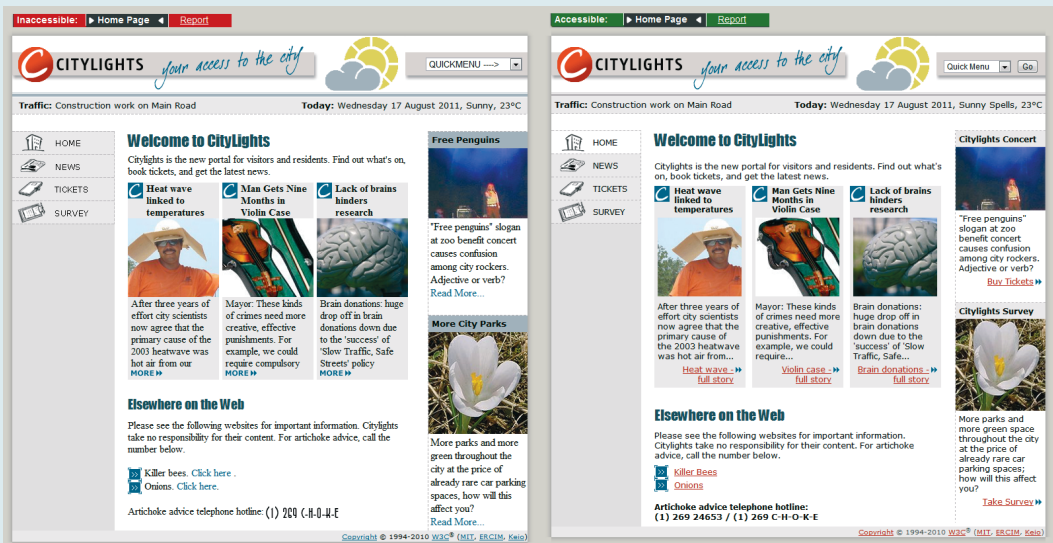 Inaccessible: Home Page Report
CITYLIGHTS your access to the city
QUICKMENU ---->
Traffic: Construction work on Main Road
Today: Wednesday 17 August 2011, Sunny, 23°C
HOME
NEWS
TICKETS
SURVEY
Welcome to CityLights
Citylights is the new portal for visitors and residents. Find out what's on,
book tickets, and get the latest news.
Heat wave
linked to
temperatures
After three years of
effort city scientists
now agree that the
primary cause of the
2003 heatwave was
hot air from our
MORE
Man Gets Nine
Months in
Violin Case
Mayor: These kinds
of crimes need more
creative, effective
punishments. For
example, we could
require compulsory
MORE
Lack of brains
hinders
research
Brain donations: huge
drop off in brain
donations down due
to the 'success' of
'Slow Traffic, Safe
Streets' policy
MORE
Free Penguins
"Free penguins" slogan
at zoo benefit concert
causes confusion
among city rockers.
Adjective or verb?
Read More...
More City Parks
More parks and more
green throughout the
city at the price of
already rare car parking
spaces, how will this
affect you?
Read More...
Elsewhere on the Web
Please see the following websites for important information. Citylights
take no responsibility for their content. For artichoke advice, call the
number below.
Killer bees. Click here .
Onions. Click here.
Artichoke advice telephone hotline: (1) 269 C-H-O-K-E
Copyright © 1994-2010 W3C® (MIT, ERCIM, Keio)
Accessible: Home Page Report
CITYLIGHTS your access to the city
Quick Menu Go
Traffic: Construction work on Main Road
Today: Wednesday 17 August 2011, Sunny Spells, 23°C
HOME
NEWS
TICKETS
SURVEY
Welcome to CityLights
Citylights is the new portal for visitors and residents. Find out what's
on, book tickets, and get the latest news.
Heat wave
linked to
temperatures
After three years of
effort city scientists
now agree that the
primary cause of
the 2003 heatwave
was hot air from...
Heat wave -
full story
Man Gets Nine
Months in
Violin Case
Mayor: These kinds
of crimes need more
creative, effective
punishments. For
example, we could
require...
Violin case -
full story
Lack of brains
hinders
research
Brain donations:
huge drop off in
brain donations
down due to the
'success' of 'Slow
Traffic, Safe...
Brain donations -
full story
Citylights Concert
"Free penguins"
slogan at zoo
benefit concert
causes confusion
among city rockers.
Adjective or verb?
Buy Tickets
Citylights Survey
More parks and
more green space
throughout the city
at the price of
already rare car
parking spaces;
how will this affect
you?
Take Survey
Elsewhere on the Web
Please see the following websites for important information.
Citylights take no responsibility for their content. For artichoke
advice, call the number below.
Killer Bees
Onions
Artichoke advice telephone hotline:
(1) 269 24653 / (1) 269 C-H-O-K-E
Copyright © 1994-2010 W3C® (MIT, ERCIM, Keio)